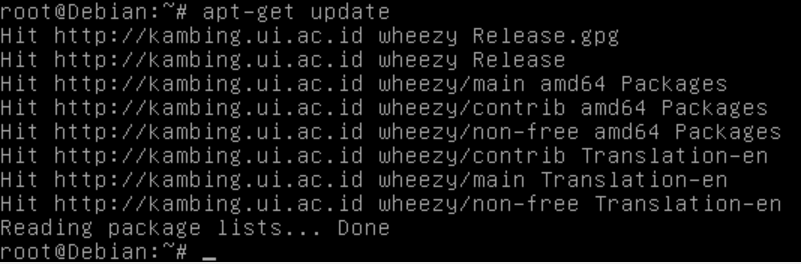 root@Debian:~# apt-get update
Hit http://kambing.ui.ac.id wheezy Release.gpg
Hit http://kambing.ui.ac.id wheezy Release
Hit http://kambing.ui.ac.id wheezy/main amd64 Packages
Hit http://kambing.ui.ac.id wheezy/contrib amd64 Packages
Hit http://kambing.ui.ac.id wheezy/non-free amd64 Packages
Hit http://kambing.ui.ac.id wheezy/contrib Translation-en
Hit http://kambing.ui.ac.id wheezy/main Translation-en
Hit http://kambing.ui.ac.id wheezy/non-free Translation-en
Reading package lists... Done
root@Debian:~# _